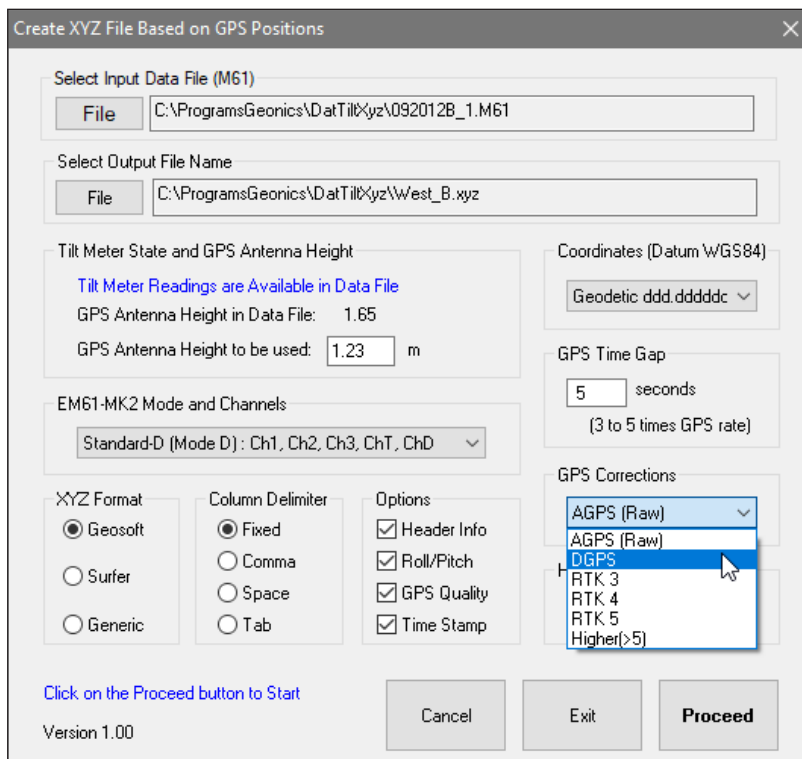 Create XYZ File Based on GPS Positions
Select Input Data File (M61)
File
C:\ProgramsGeonics\DatTiltXyz\092012B_1.M61
Select Output File Name
File
C:\ProgramsGeonics\DatTiltXyz\West_B.xyz
Tilt Meter State and GPS Antenna Height
Tilt Meter Readings are Available in Data File
GPS Antenna Height in Data File: 1.65
GPS Antenna Height to be used: 1.23 m
Coordinates (Datum WGS84)
Geodetic ddd.ddddd
GPS Time Gap
5 seconds
(3 to 5 times GPS rate)
EM61-MK2 Mode and Channels
Standard-D (Mode D) : Ch1, Ch2, Ch3, ChT, ChD
GPS Corrections
AGPS (Raw)
AGPS (Raw)
DGPS
RTK 3
RTK 4
RTK 5
Higher(>5)
H
XYZ Format
Geosoft
Surfer
Generic
Column Delimiter
Fixed
Comma
Space
Tab
Options
Header Info
Roll/Pitch
GPS Quality
Time Stamp
Click on the Proceed button to Start
Version 1.00
Cancel
Exit
Proceed